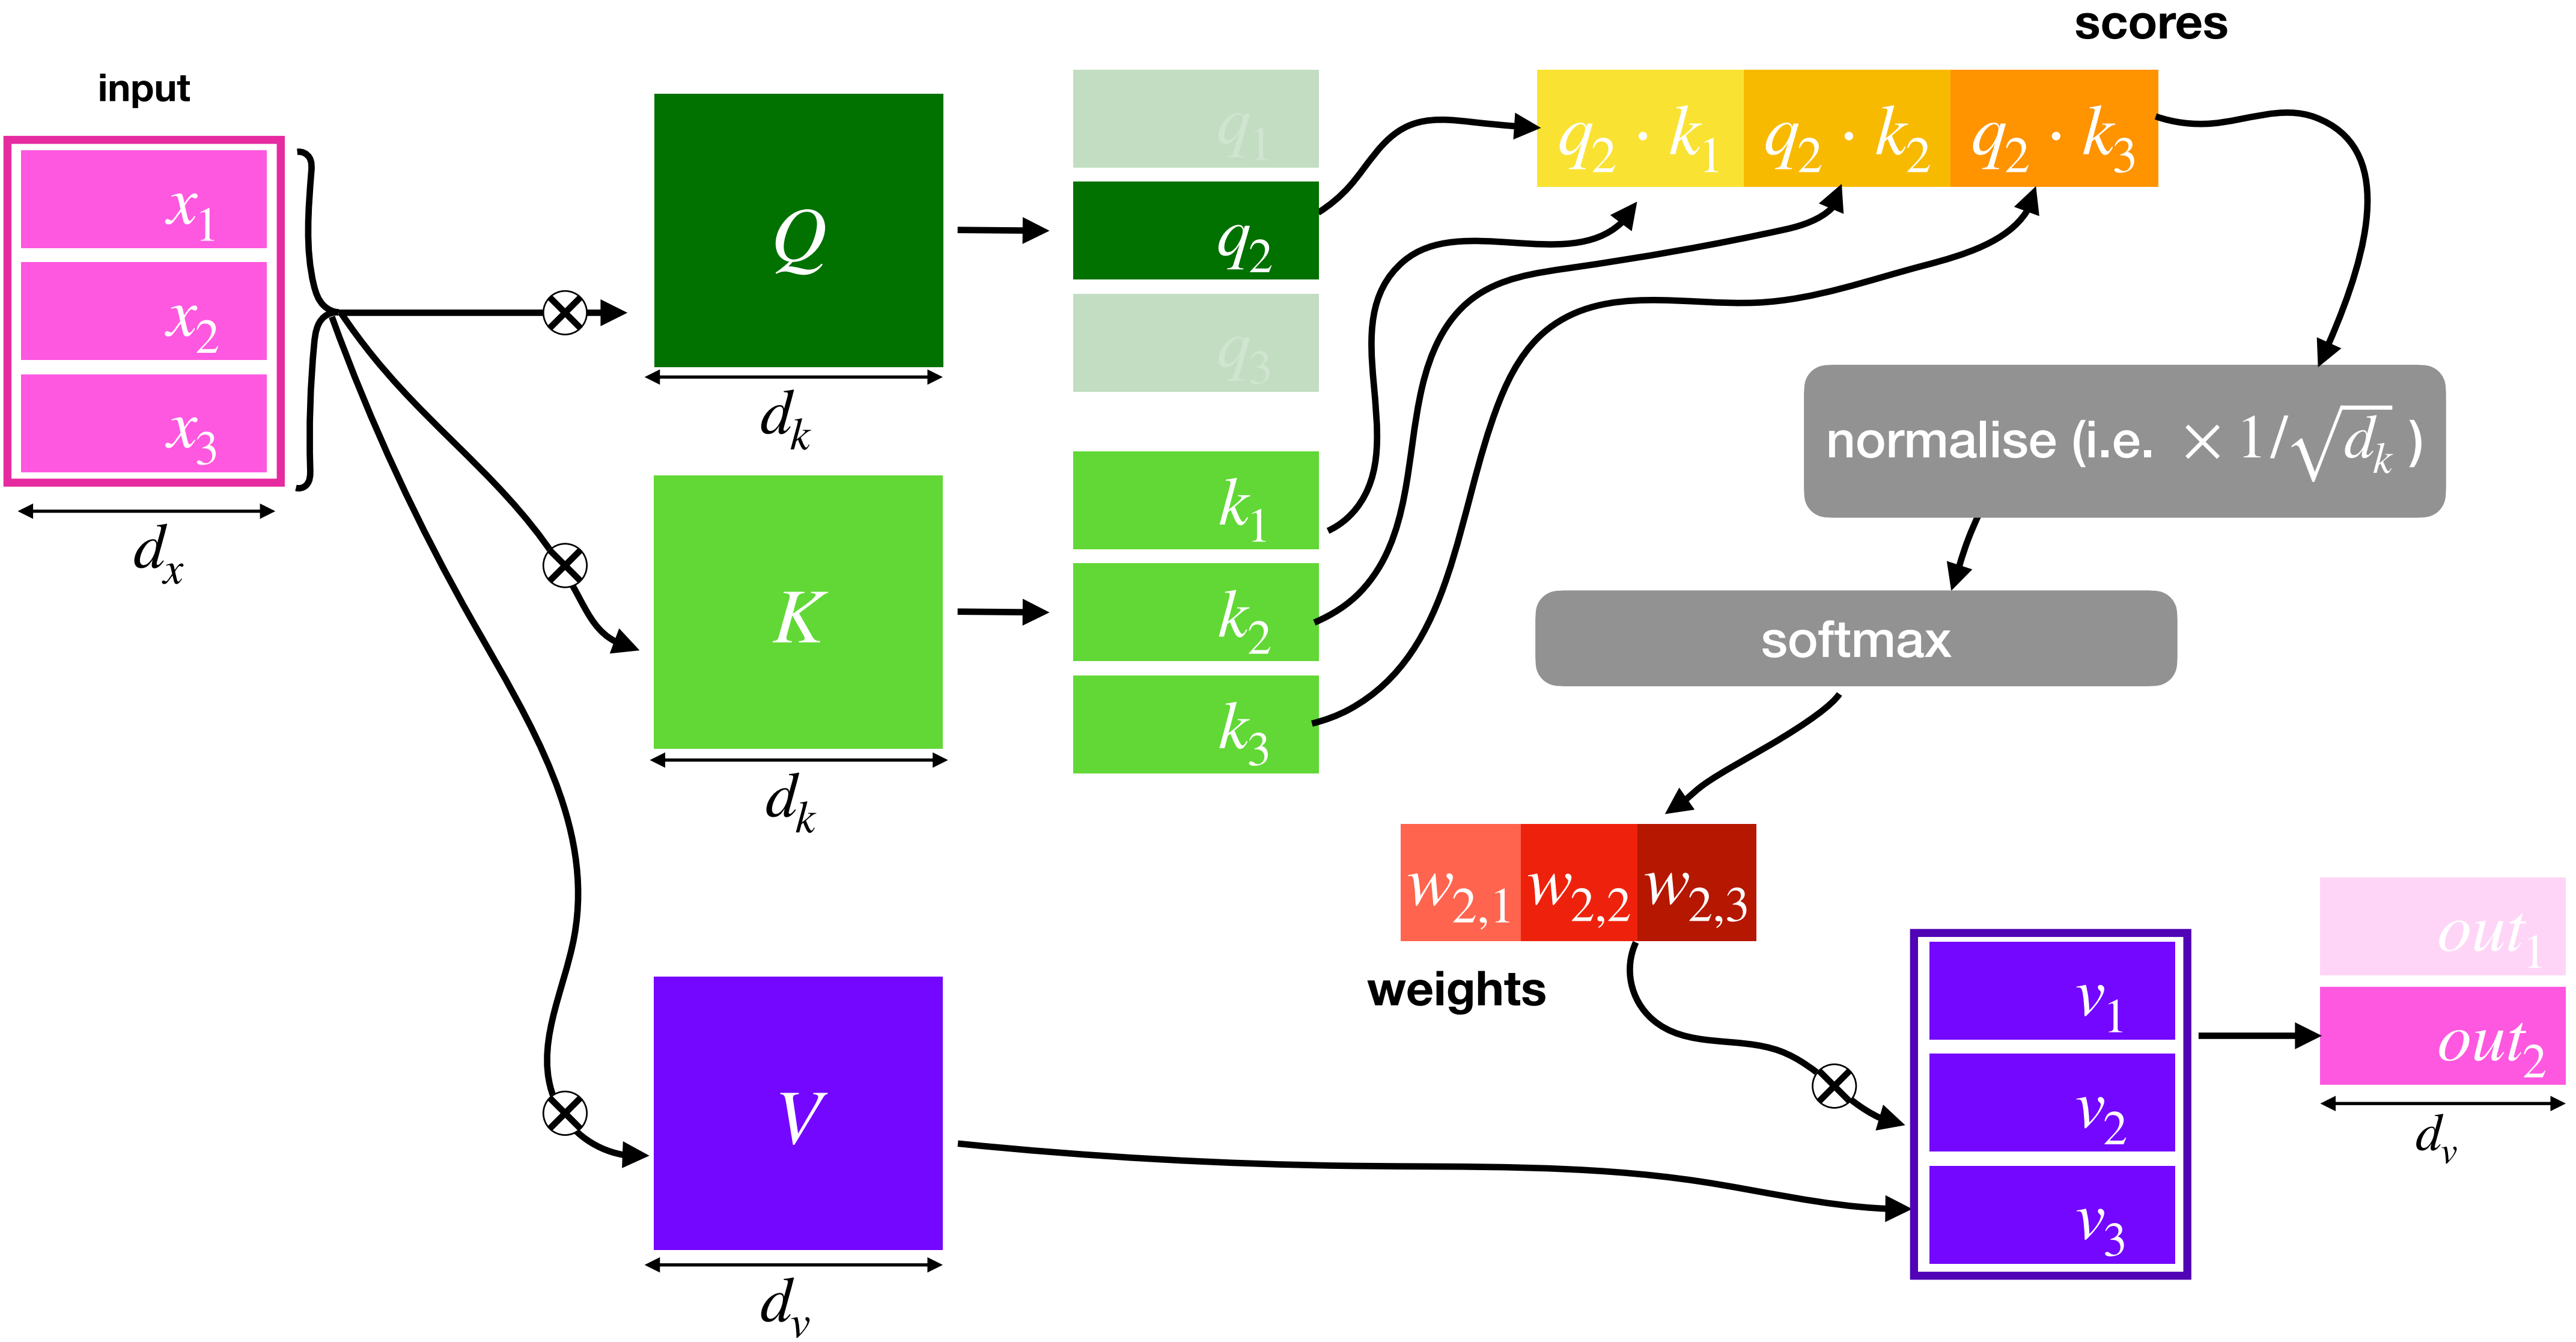 scores
input
x₁
x₂
x₃
dₓ
Q
dₖ
K
dₖ
V
dᵥ
q₁
q₂
q₃
k₁
k₂
k₃
q₂ · k₁ q₂ · k₂ q₂ · k₃
normalise (i.e. × 1/√dₖ )
softmax
w₂,₁ w₂,₂ w₂,₃
weights
v₁
v₂
v₃
out₁
out₂
dᵥ